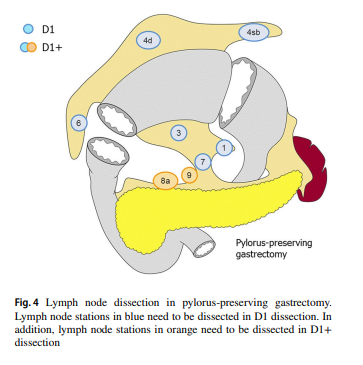 D1
D1+
4d
4sb
6
3
1
7
9
8a
Pylorus-preserving
gastrectomy
Fig. 4 Lymph node dissection in pylorus-preserving gastrectomy.
Lymph node stations in blue need to be dissected in D1 dissection. In
addition, lymph node stations in orange need to be dissected in D1+
dissection